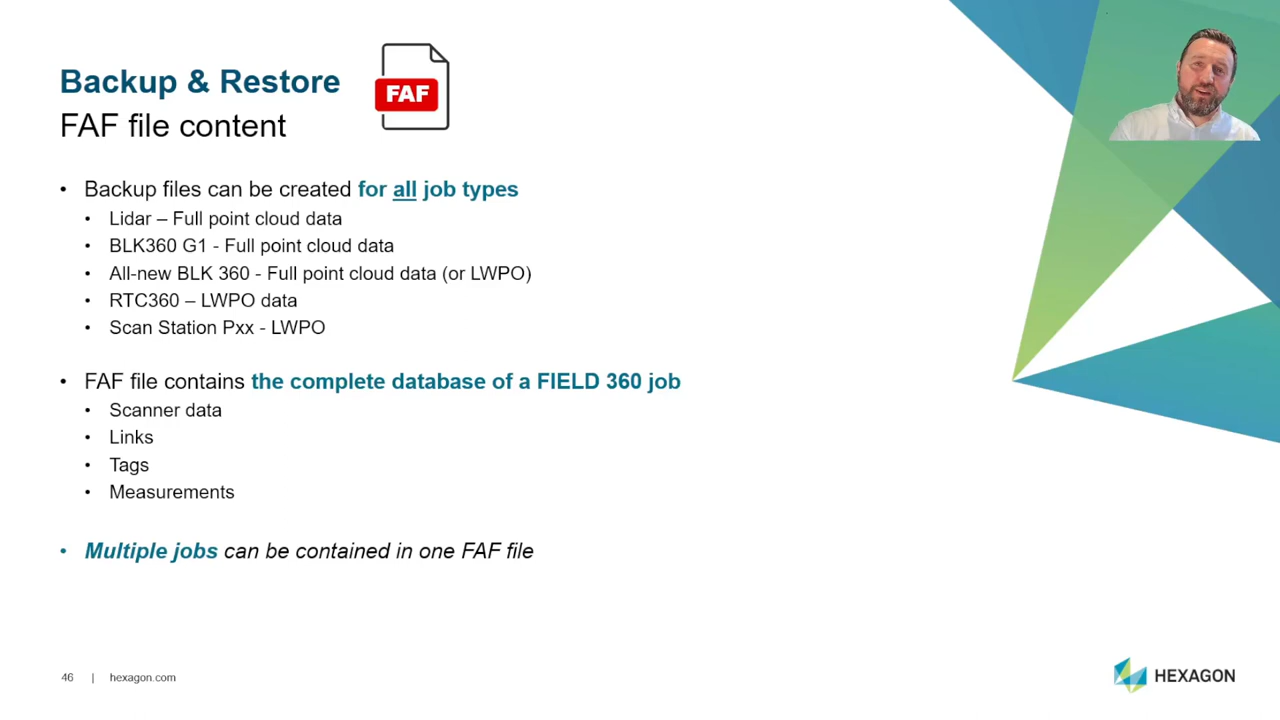 Backup & Restore
FAF
FAF file content
• Backup files can be created for all job types
• Lidar – Full point cloud data
• BLK360 G1 - Full point cloud data
• All-new BLK 360 - Full point cloud data (or LWPO)
• RTC360 – LWPO data
• Scan Station Pxx - LWPO
• FAF file contains the complete database of a FIELD 360 job
• Scanner data
• Links
• Tags
• Measurements
• Multiple jobs can be contained in one FAF file
46 | hexagon.com
HEXAGON